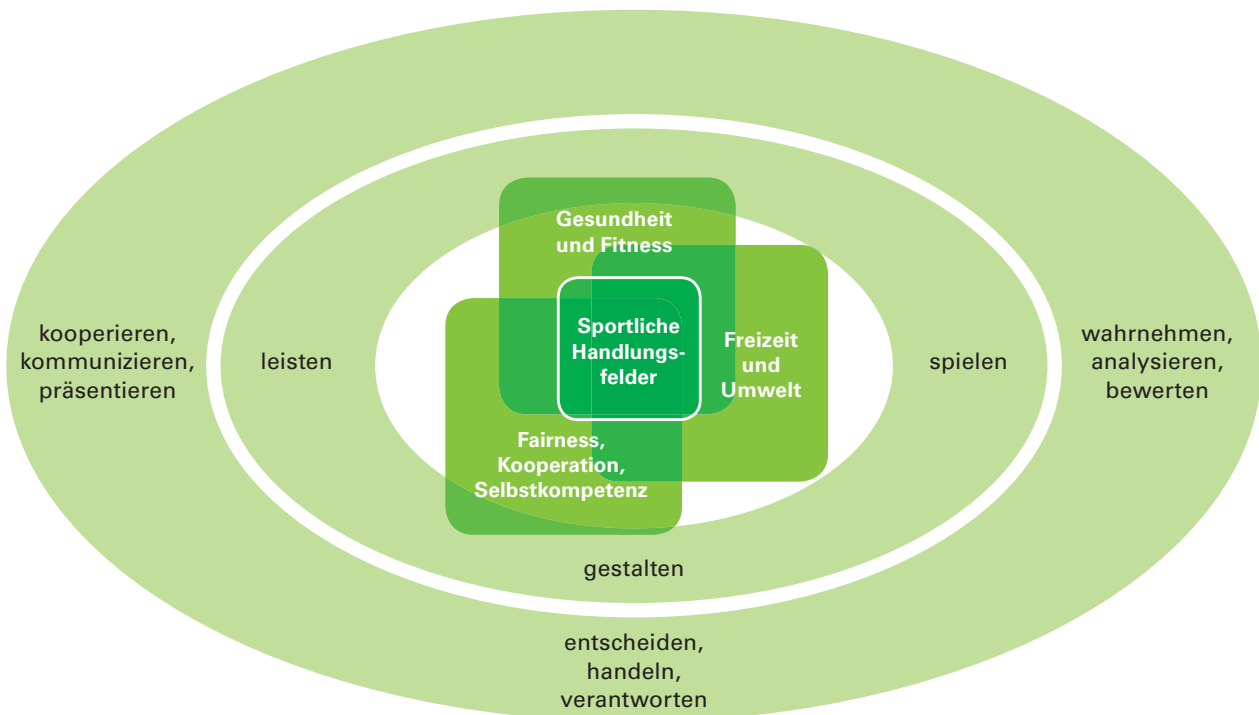 Gesundheit
und Fitness
kooperieren,
kommunizieren,
präsentieren
leisten
Sportliche
Handlungs-
felder
Freizeit
und
Umwelt
spielen
wahrnehmen,
analysieren,
bewerten
Fairness,
Kooperation,
Selbstkompetenz
gestalten
entscheiden,
handeln,
verantworten